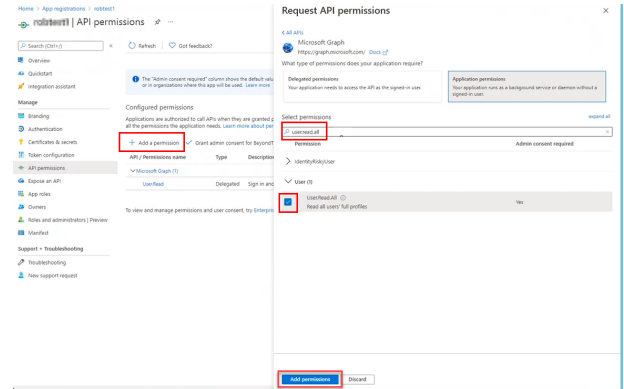 Home > App registrations > robtest1
robtest1 | API permissions
Search (Ctrl+/)
Overview
Quickstart
Integration assistant
Manage
Branding
Authentication
Certificates & secrets
Token configuration
API permissions
Expose an API
App roles
Owners
Roles and administrators | Preview
Manifest
Support + Troubleshooting
Troubleshooting
New support request
Refresh
Got feedback?
The "Admin consent required" column shows the default valu
or in organizations where this app will be used. Learn more
Configured permissions
Applications are authorized to call APIs when they are granted p
all the permissions the application needs. Learn more about per
Add a permission
Grant admin consent for BeyondT
API / Permissions name Type Description
Microsoft Graph (1)
User.Read Delegated Sign in and
To view and manage permissions and user consent, try Enterpri
Request API permissions
All APIs
Microsoft Graph
https://graph.microsoft.com/ Docs
What type of permissions does your application require?
Delegated permissions
Your application needs to access the API as the signed-in user.
Application permissions
Your application runs as a background service or daemon without a
signed-in user.
Select permissions
expand all
user.read.all
Permission Admin consent required
IdentityRiskyUser
User (1)
User.Read.All
Read all users' full profiles
Yes
Add permissions
Discard